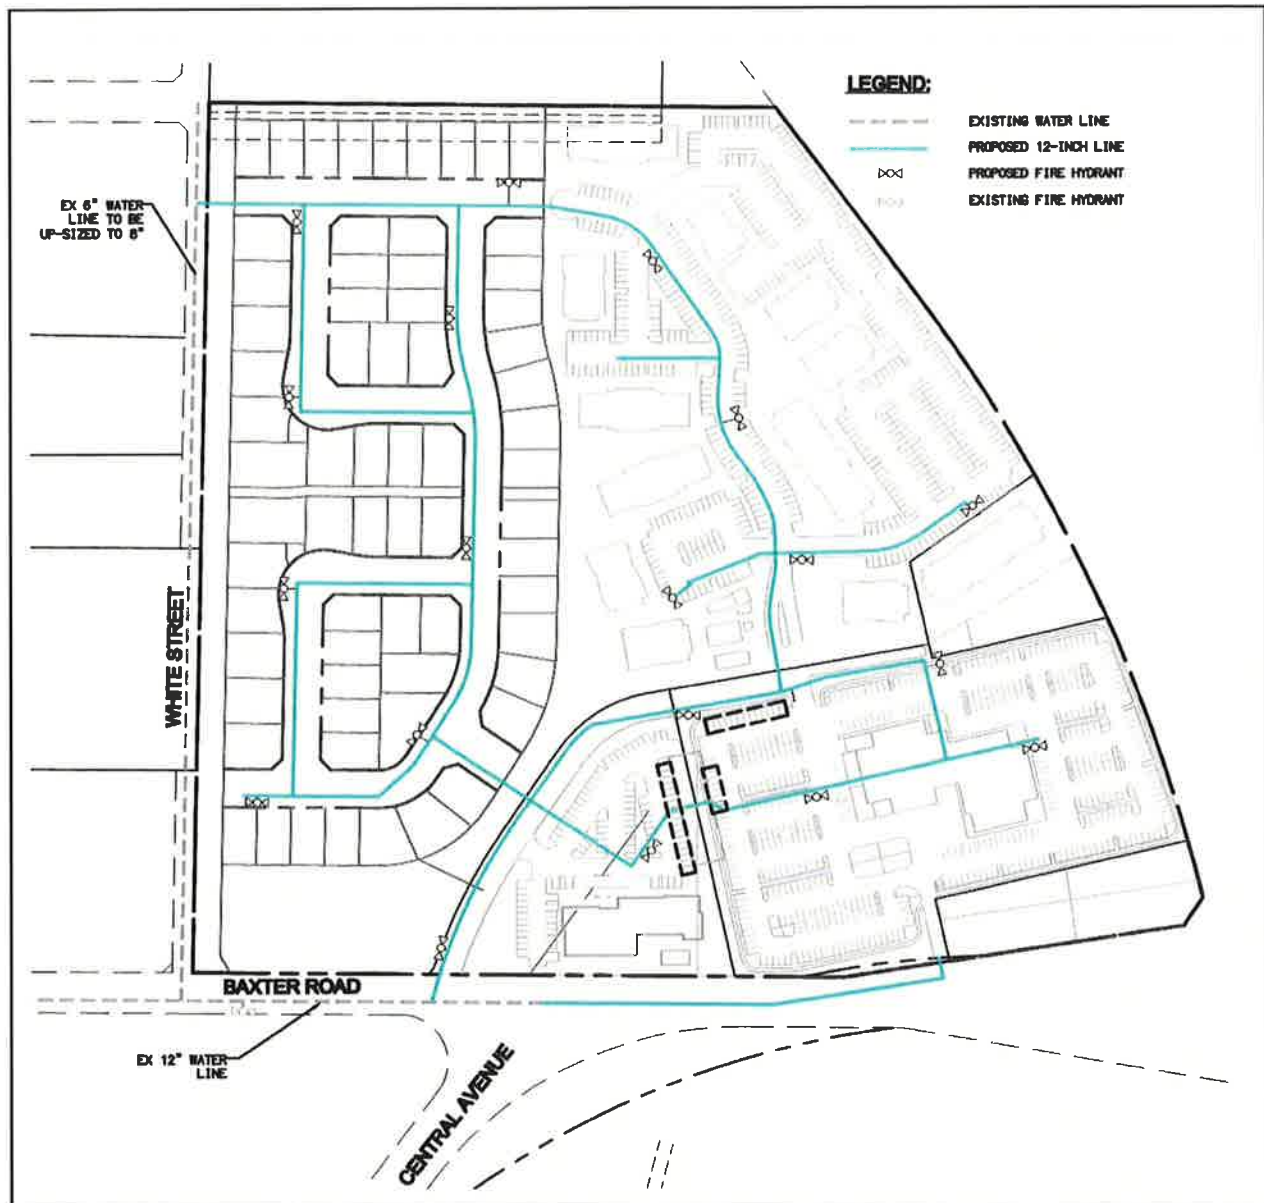 LEGEND:
EXISTING WATER LINE
PROPOSED 12-INCH LINE
PROPOSED FIRE HYDRANT
EXISTING FIRE HYDRANT
EX 6" WATER
LINE TO BE
UP-SIZED TO 8"
WHITE STREET
BAXTER ROAD
EX 12" WATER
LINE
CENTRAL AVENUE